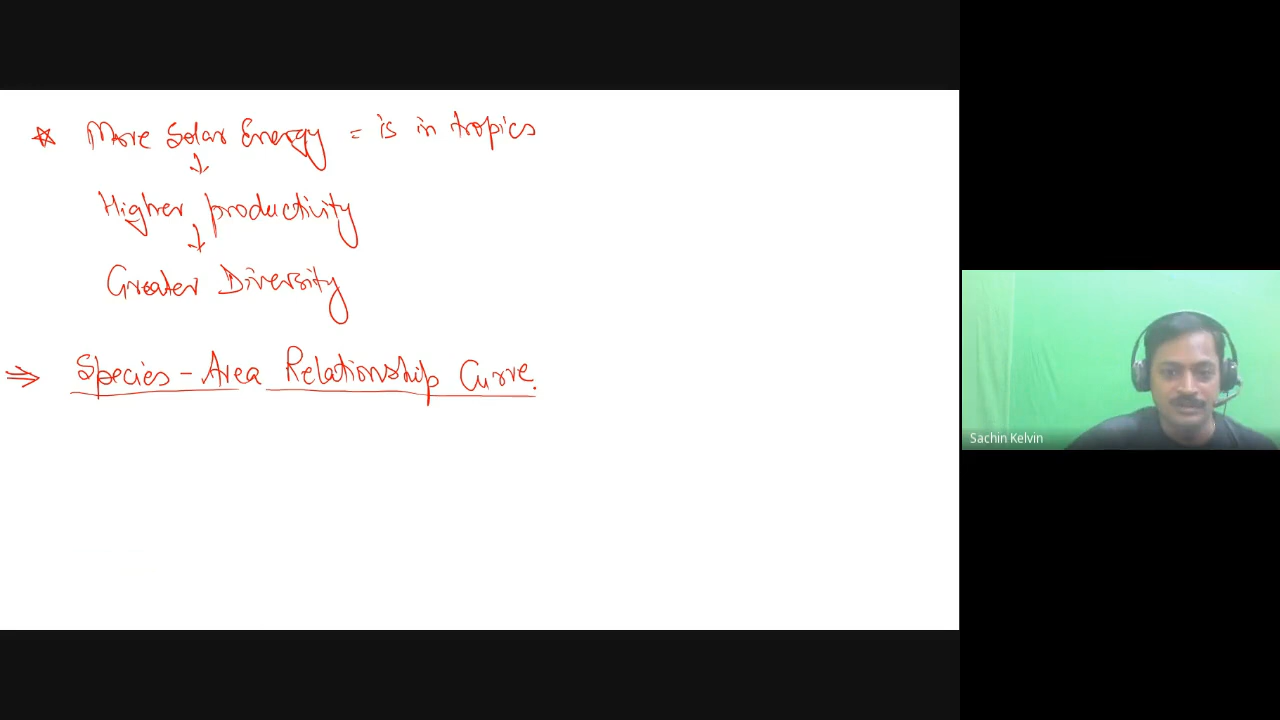 ☆ More Solar Energy = is in tropics
↓
Higher productivity
↓
Greater Diversity
⇒ Species - Area Relationship Curve.
Sachin Kelvin